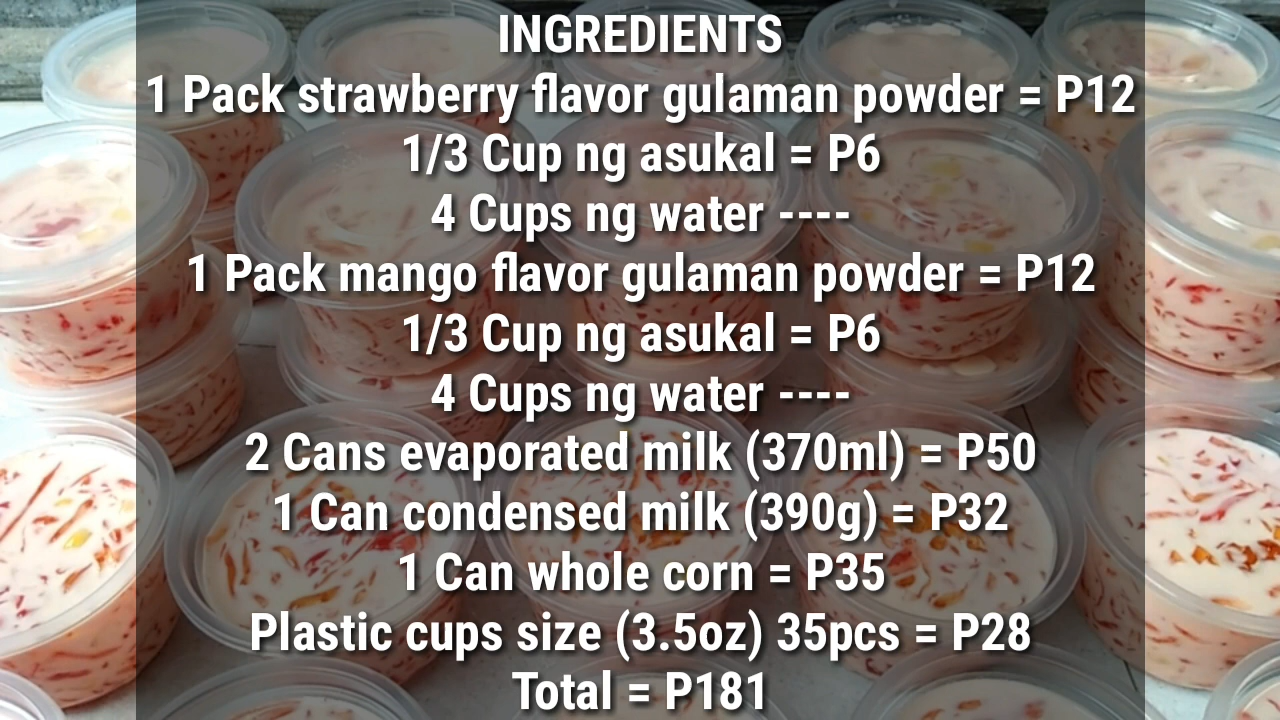 INGREDIENTS
1 Pack strawberry flavor gulaman powder = P12
1/3 Cup ng asukal = P6
4 Cups ng water ----
1 Pack mango flavor gulaman powder = P12
1/3 Cup ng asukal = P6
4 Cups ng water ----
2 Cans evaporated milk (370ml) = P50
1 Can condensed milk (390g) = P32
1 Can whole corn = P35
Plastic cups size (3.5oz) 35pcs = P28
Total = P181